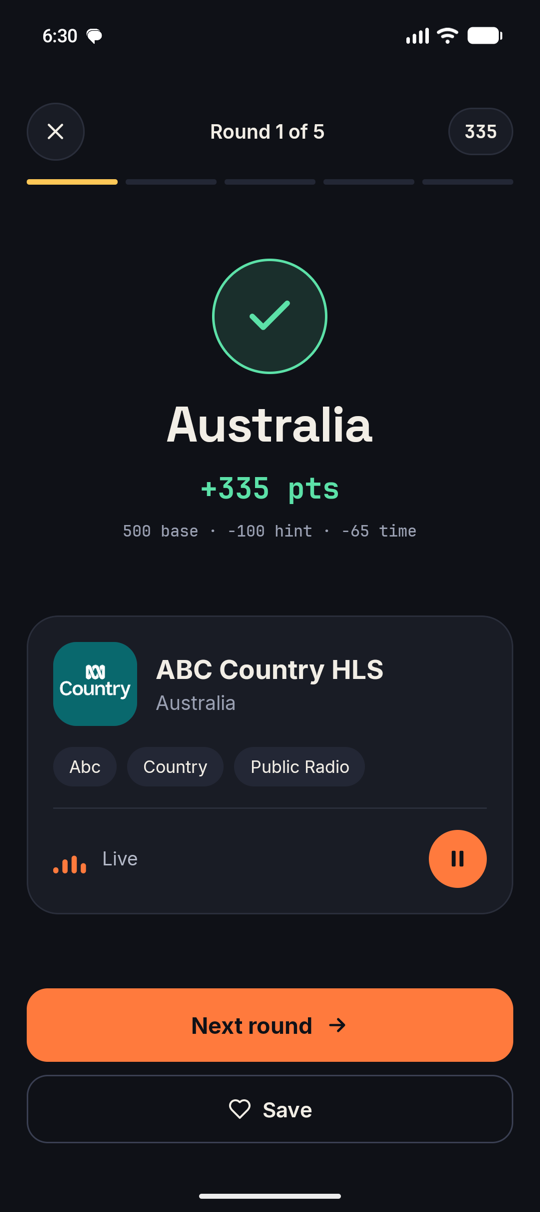 6:30
Round 1 of 5
335
Australia
+335 pts
500 base · -100 hint · -65 time
Country
ABC Country HLS
Australia
Abc
Country
Public Radio
Live
Next round →
Save